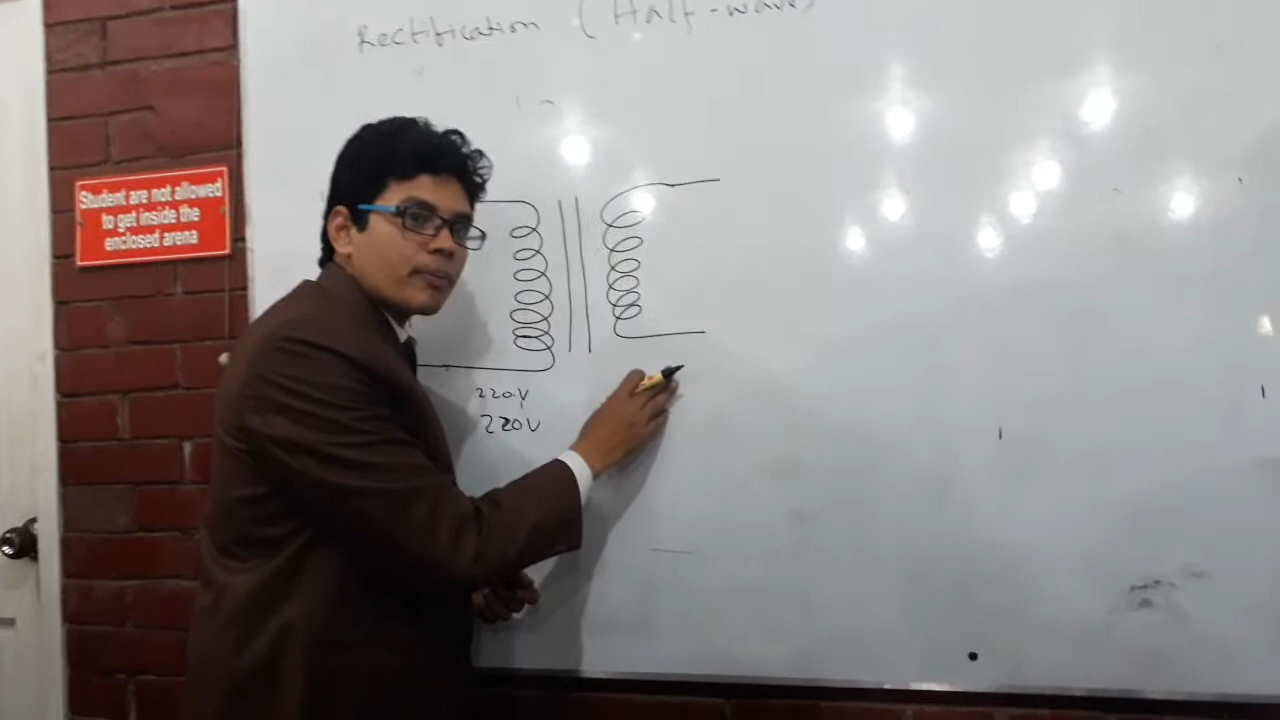 Rectification (Half-wave)
Student are not allowed
to get inside the
enclosed arena
220V
220V